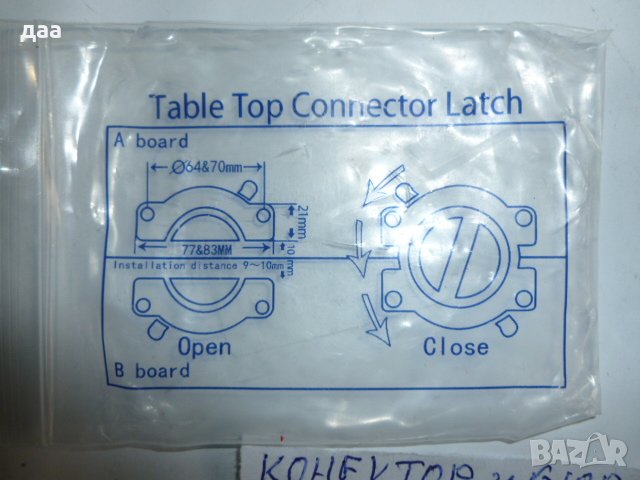 даа
Table Top Connector Latch
A board
Ø64&70mm
21mm
77&83MM
10mm
Installation distance 9~10mm
Open
Close
B board
КОНЕКТОР
BAZAR